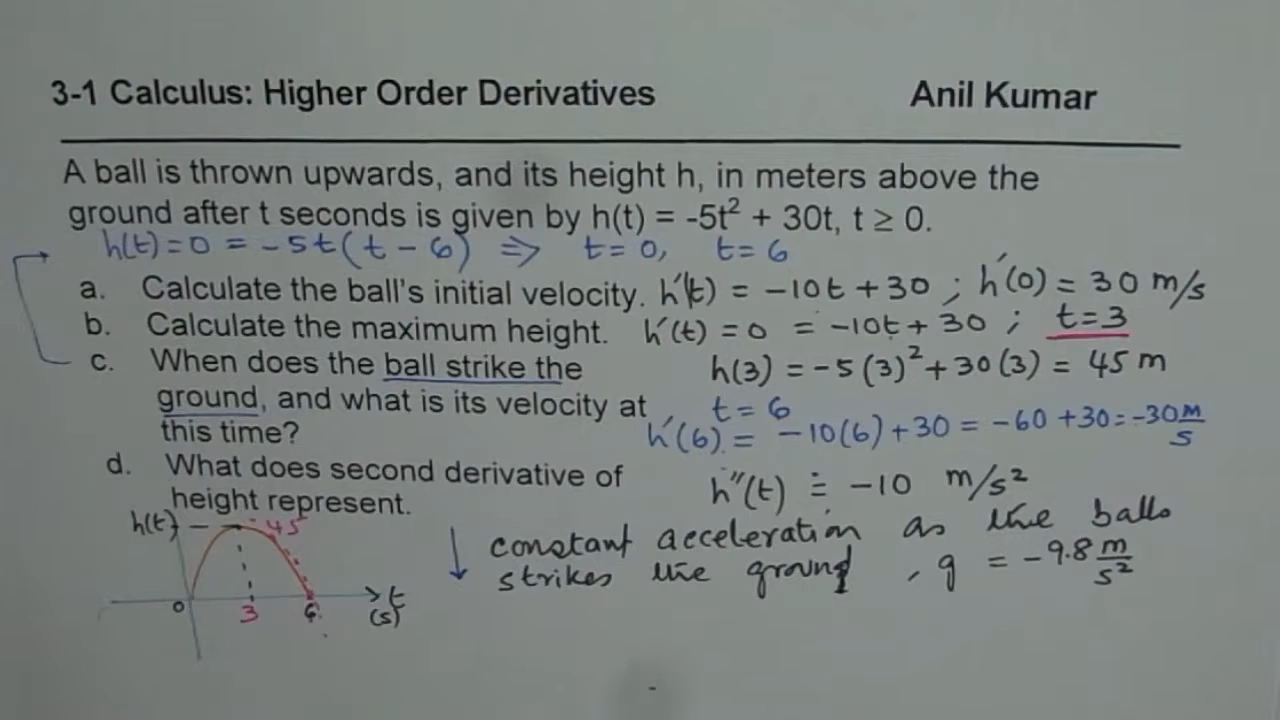 3-1 Calculus: Higher Order Derivatives Anil Kumar
A ball is thrown upwards, and its height h, in meters above the
ground after t seconds is given by h(t) = -5t² + 30t, t ≥ 0.
h(t) = 0 = -5t(t - 6) ⇒ t = 0, t = 6
a. Calculate the ball's initial velocity. h'(t) = -10t + 30 ; h'(0) = 30 m/s
b. Calculate the maximum height. h'(t) = 0 = -10t + 30 ; t = 3
c. When does the ball strike the h(3) = -5(3)² + 30(3) = 45 m
ground, and what is its velocity at t = 6
this time? h'(6) = -10(6) + 30 = -60 + 30 = -30 m/s
d. What does second derivative of
height represent. h"(t) = -10 m/s²
h(t) 45
↓ constant acceleration as the balls
strikes the ground, g = -9.8 m/s²
0 3 6 t
(s)